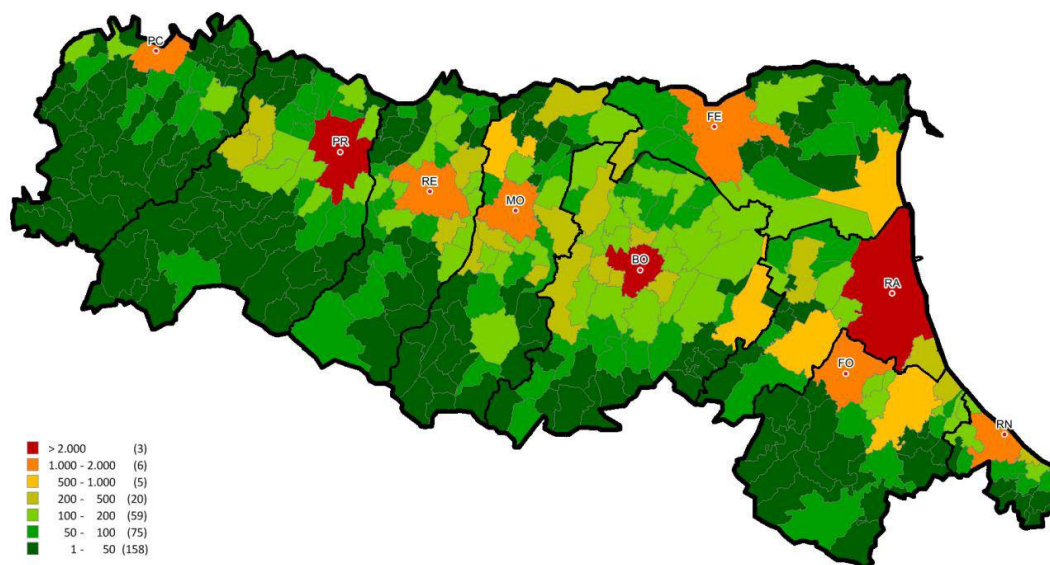 PC
PR
RE
MO
FE
BO
RA
FO
RN
> 2.000 (3)
1.000 - 2.000 (6)
500 - 1.000 (5)
200 - 500 (20)
100 - 200 (59)
50 - 100 (75)
1 - 50 (158)